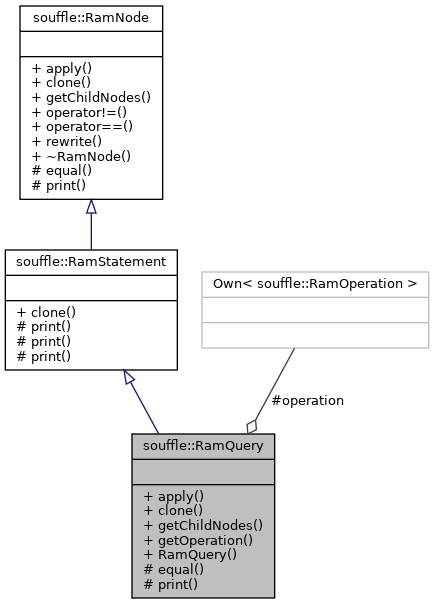 souffle::RamNode
+ apply()
+ clone()
+ getChildNodes()
+ operator!=()
+ operator==()
+ rewrite()
+ ~RamNode()
# equal()
# print()
souffle::RamStatement
+ clone()
# print()
# print()
# print()
Own< souffle::RamOperation >
#operation
souffle::RamQuery
+ apply()
+ clone()
+ getChildNodes()
+ getOperation()
+ RamQuery()
# equal()
# print()